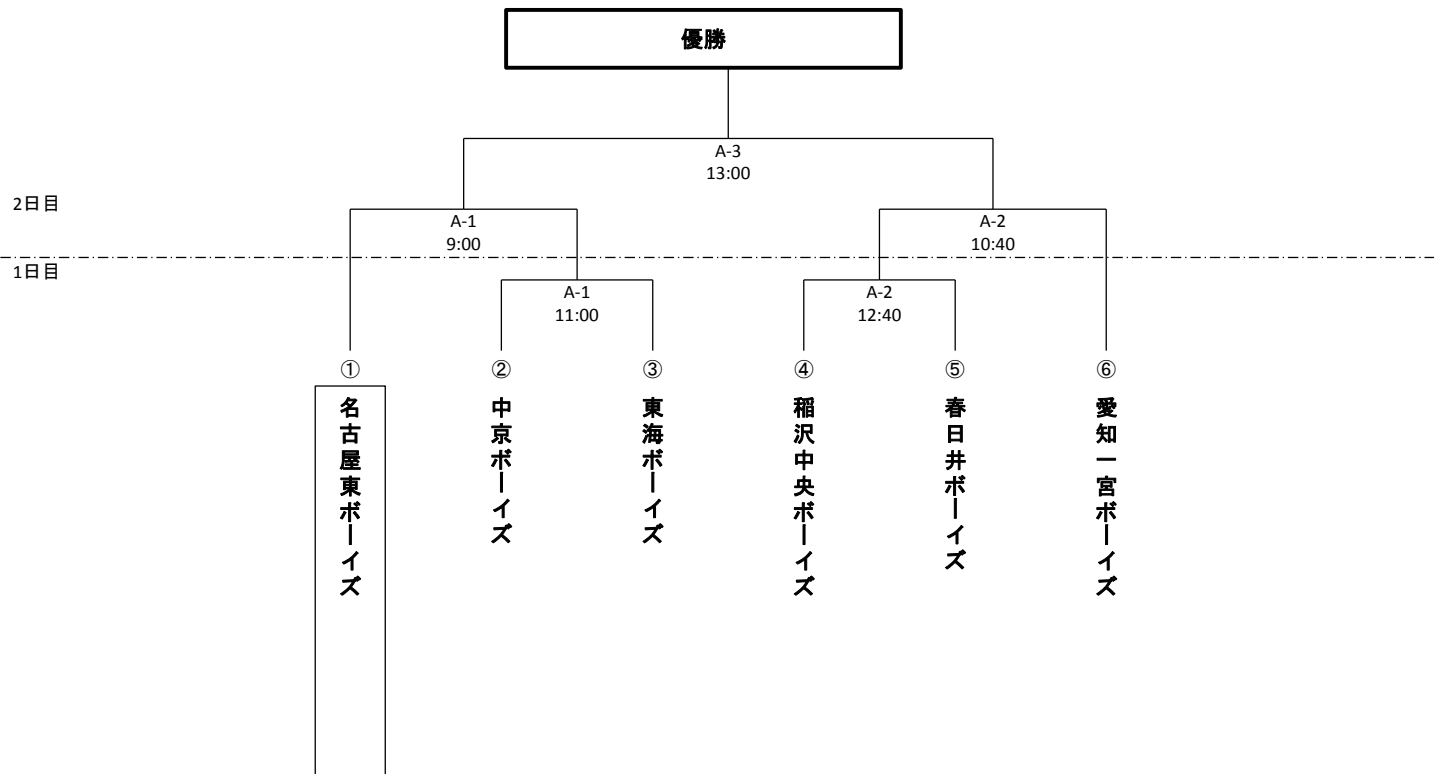 優勝
A-3
13:00
2日目
A-1
9:00
A-2
10:40
1日目
A-1
11:00
A-2
12:40
①
②
③
④
⑤
⑥
名古屋東ボーイズ
中京ボーイズ
東海ボーイズ
稲沢中央ボーイズ
春日井ボーイズ
愛知一宮ボーイズ